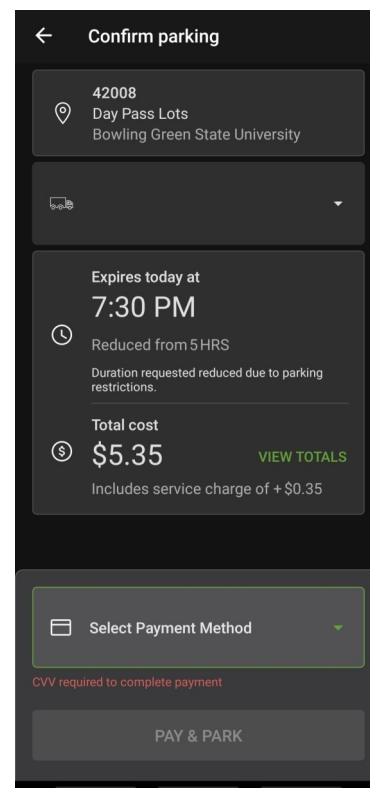 Confirm parking
42008
Day Pass Lots
Bowling Green State University
Expires today at
7:30 PM
Reduced from 5 HRS
Duration requested reduced due to parking
restrictions.
Total cost
$5.35
VIEW TOTALS
Includes service charge of + $0.35
Select Payment Method
CVV required to complete payment
PAY & PARK